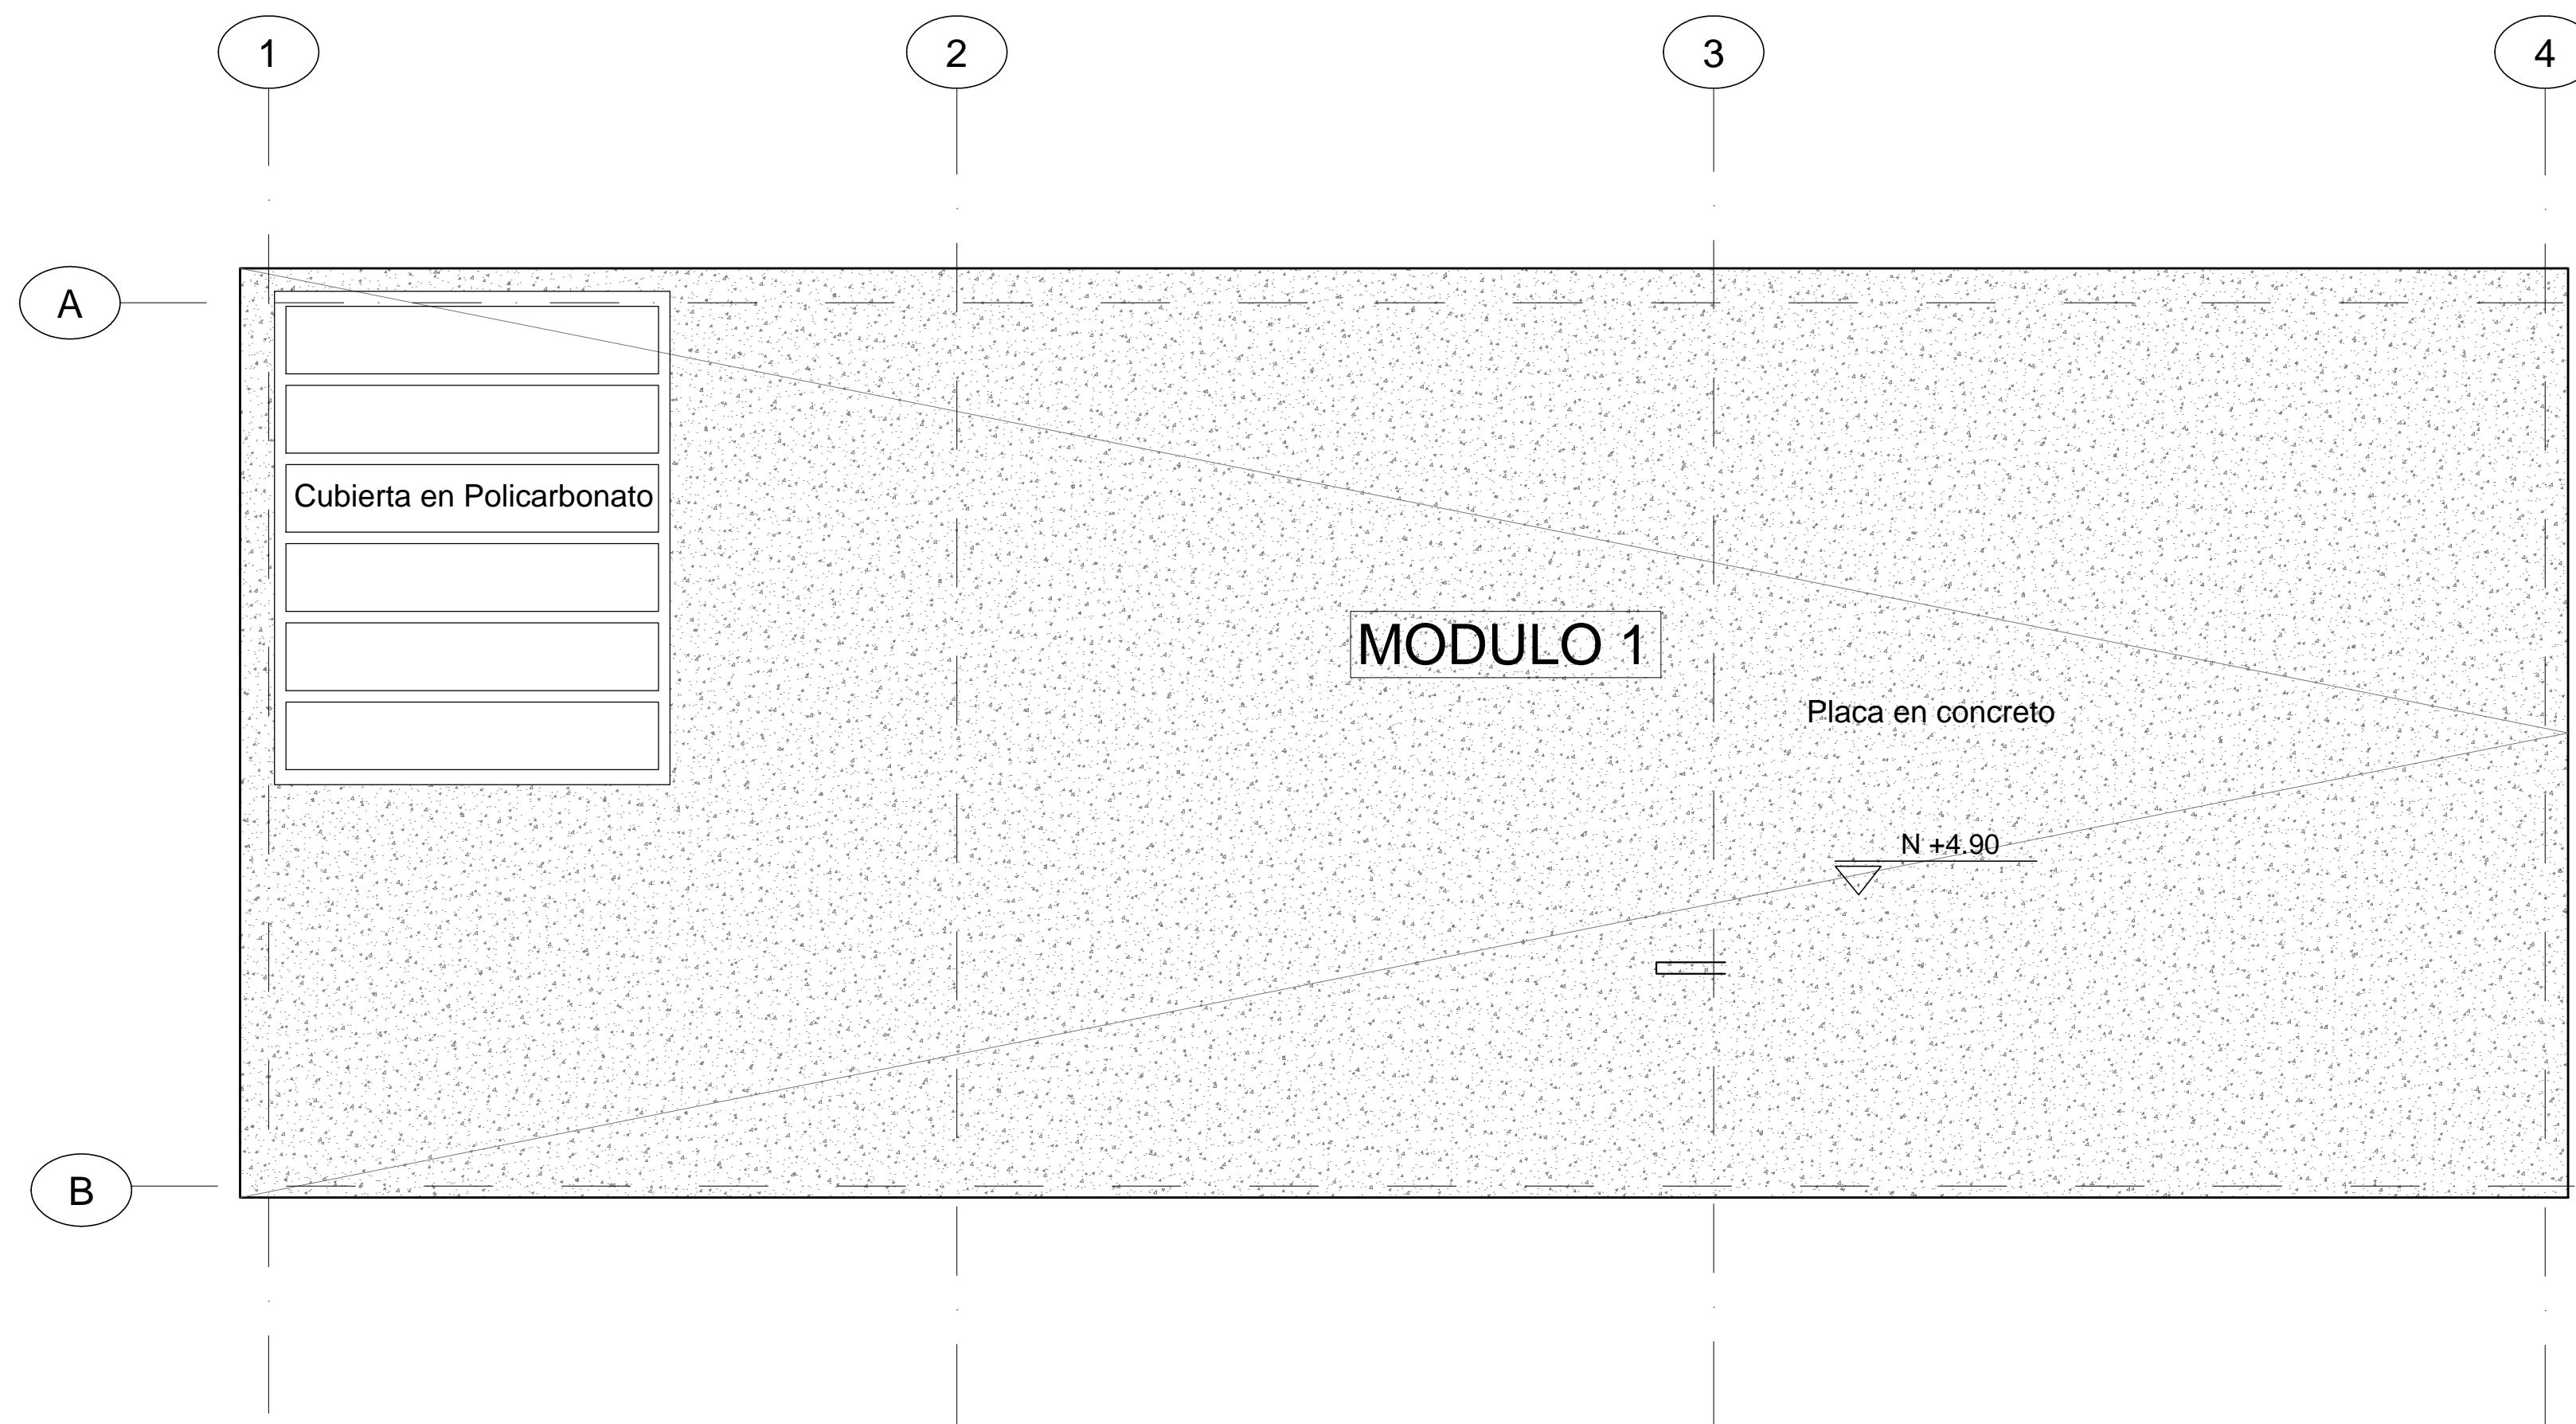 1
2
3
4
A
Cubierta en Policarbonato
MODULO 1
Placa en concreto
N +4.90
B